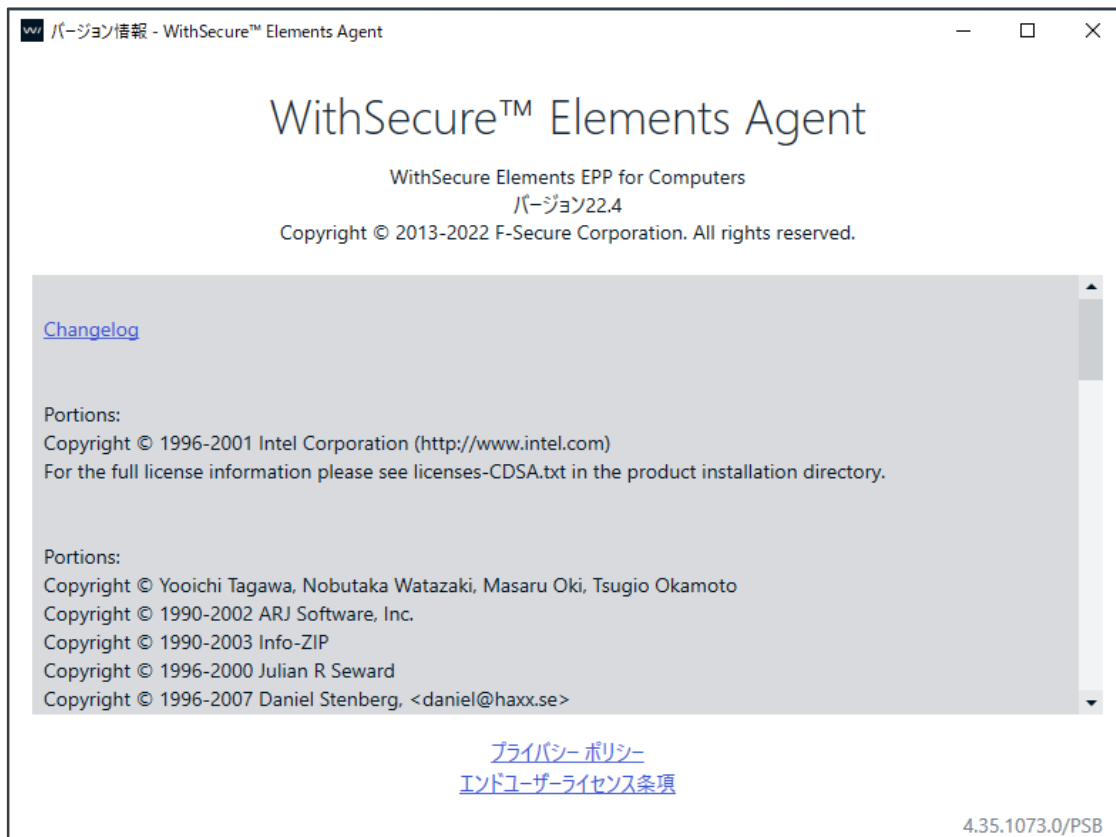 バージョン情報 - WithSecure™ Elements Agent
WithSecure™ Elements Agent
WithSecure Elements EPP for Computers
バージョン22.4
Copyright © 2013-2022 F-Secure Corporation. All rights reserved.
Changelog
Portions:
Copyright © 1996-2001 Intel Corporation (http://www.intel.com)
For the full license information please see licenses-CDSA.txt in the product installation directory.
Portions:
Copyright © Yooichi Tagawa, Nobutaka Watazaki, Masaru Oki, Tsugio Okamoto
Copyright © 1990-2002 ARJ Software, Inc.
Copyright © 1990-2003 Info-ZIP
Copyright © 1996-2000 Julian R Seward
Copyright © 1996-2007 Daniel Stenberg, <daniel@haxx.se>
プライバシー ポリシー
エンドユーザーライセンス条項
4.35.1073.0/PSB